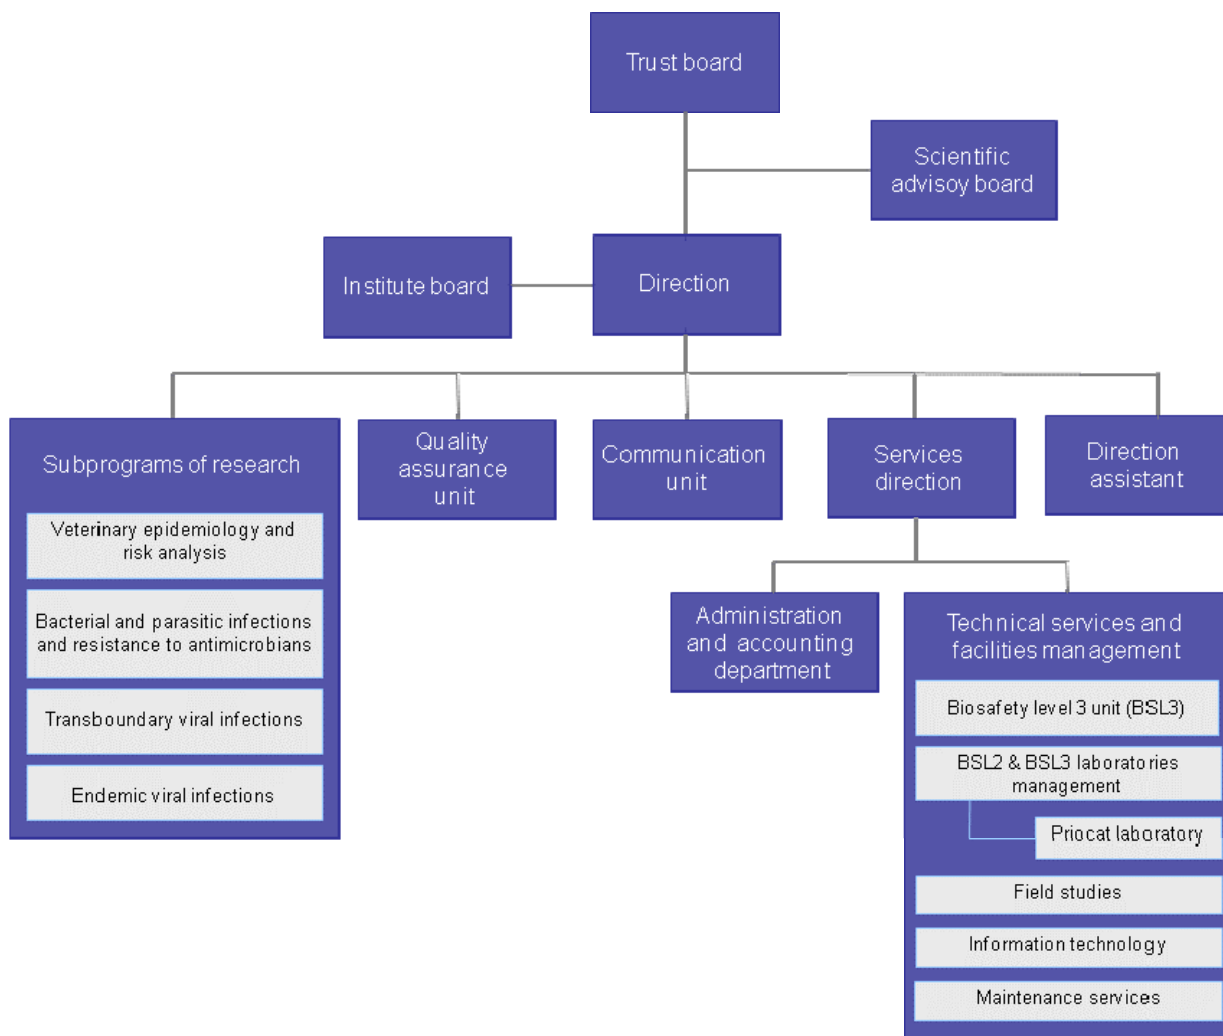 Trust board
Scientific
advisoy board
Institute board
Direction
Subprograms of research
Veterinary epidemiology and
risk analysis
Bacterial and parasitic infections
and resistance to antimicrobians
Transboundary viral infections
Endemic viral infections
Quality
assurance
unit
Communication
unit
Services
direction
Direction
assistant
Administration
and accounting
department
Technical services and
facilities management
Biosafety level 3 unit (BSL3)
BSL2 & BSL3 laboratories
management
Priocat laboratory
Field studies
Information technology
Maintenance services